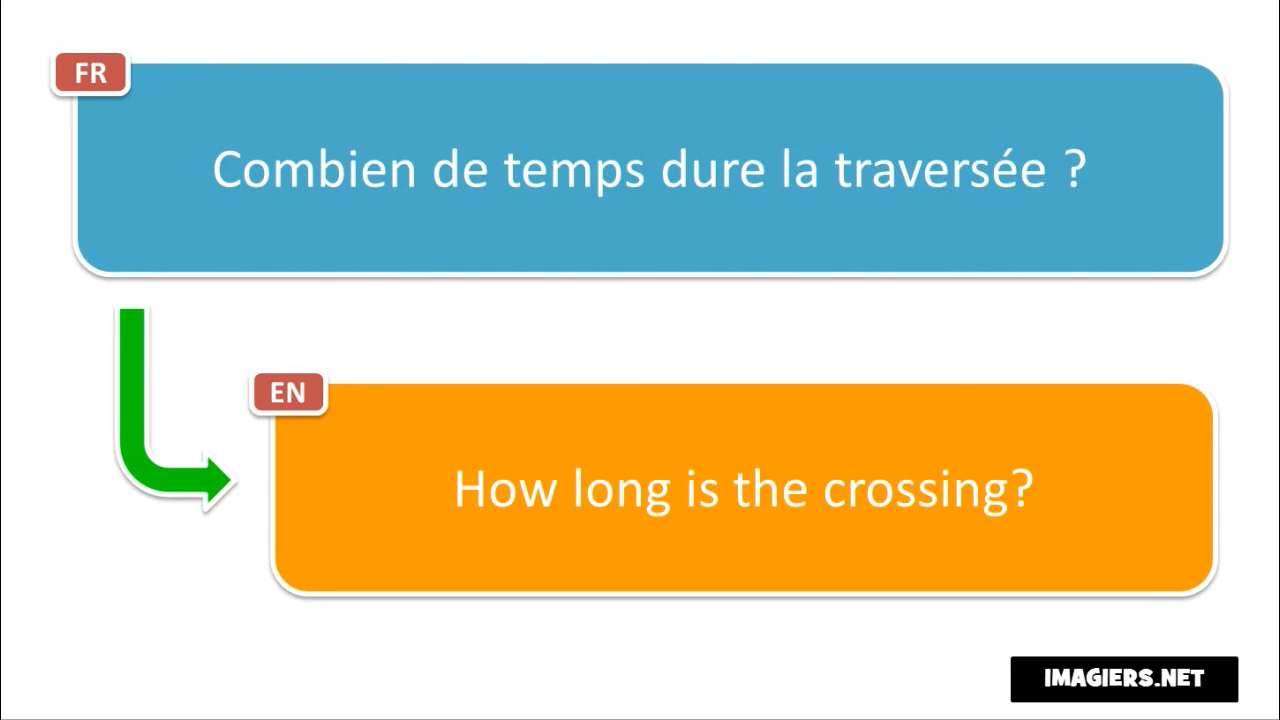 FR
Combien de temps dure la traversée ?
EN
How long is the crossing?
IMAGIERS.NET